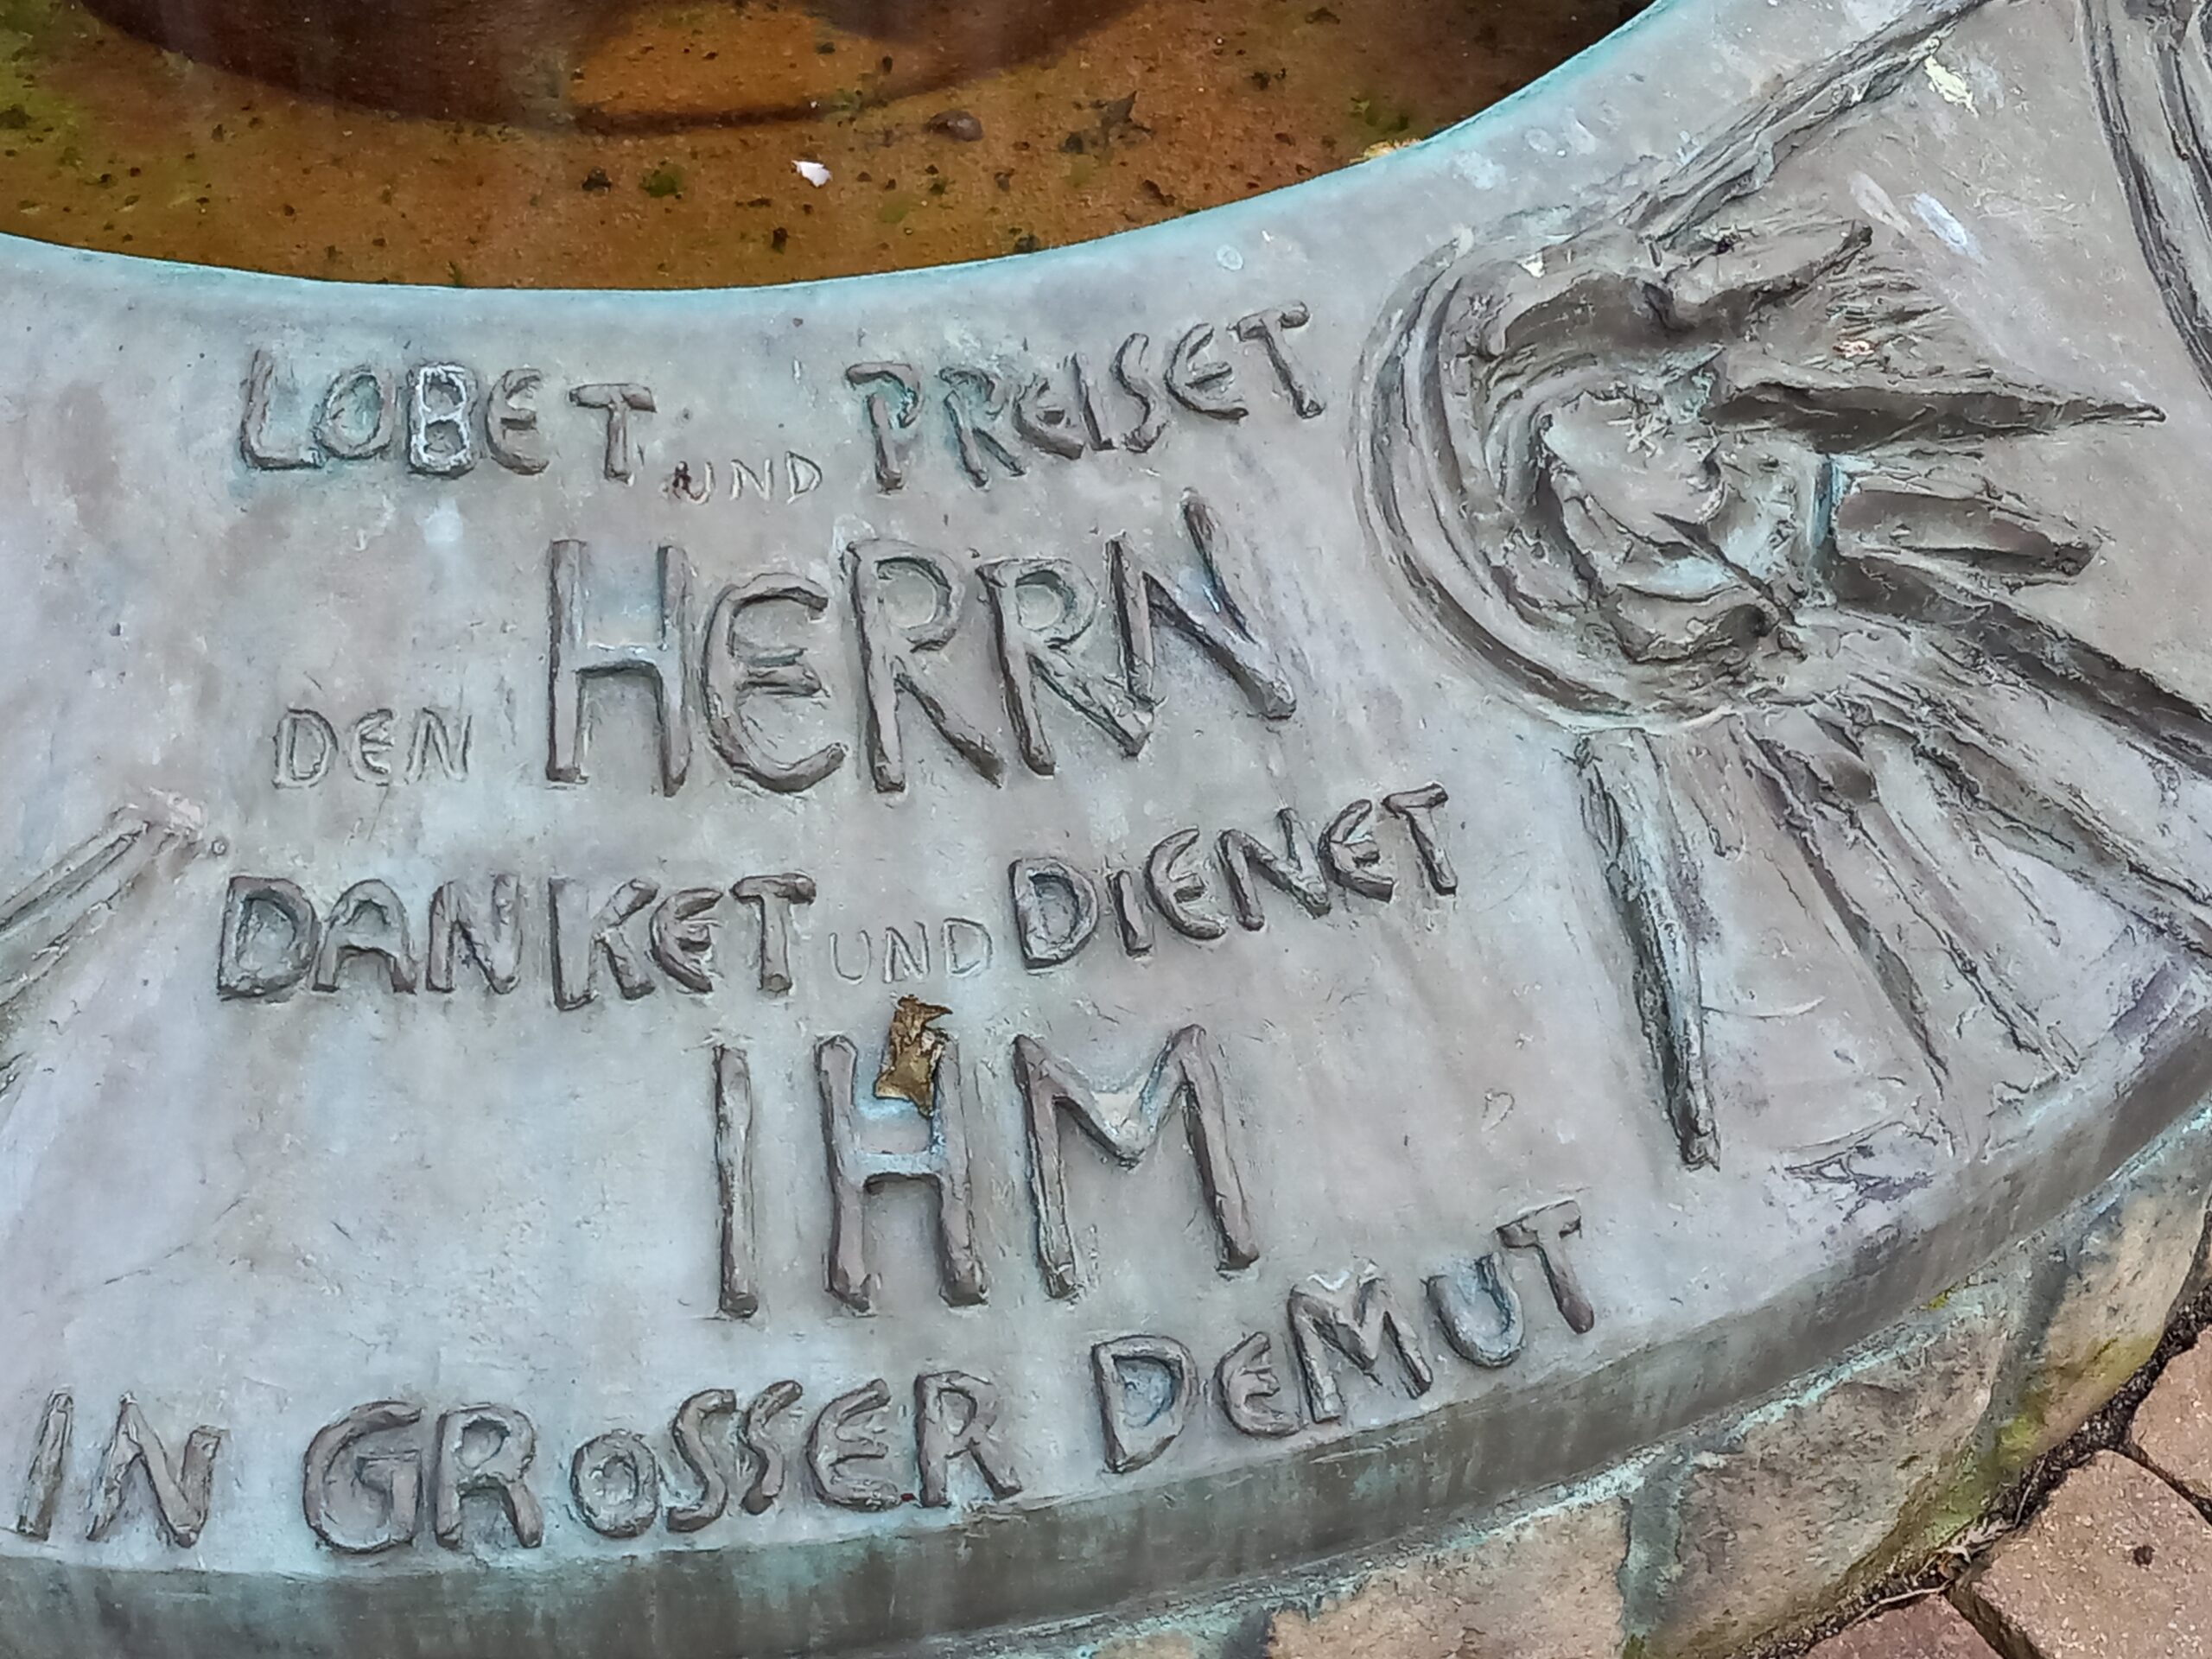 LOBET UND PREISET
DEN HERRN
DANKET UND DIENET
IHM
IN GROSSER DEMUT